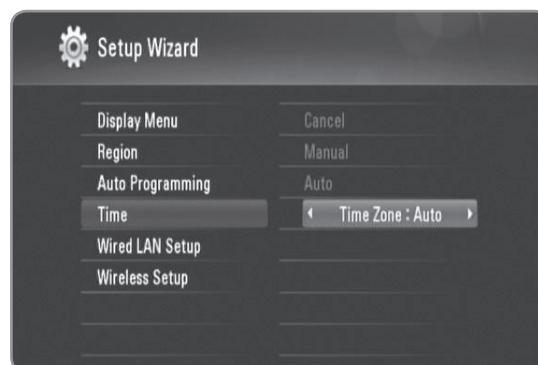 Setup Wizard
Display Menu Cancel
Region Manual
Auto Programming Auto
Time Time Zone : Auto
Wired LAN Setup
Wireless Setup